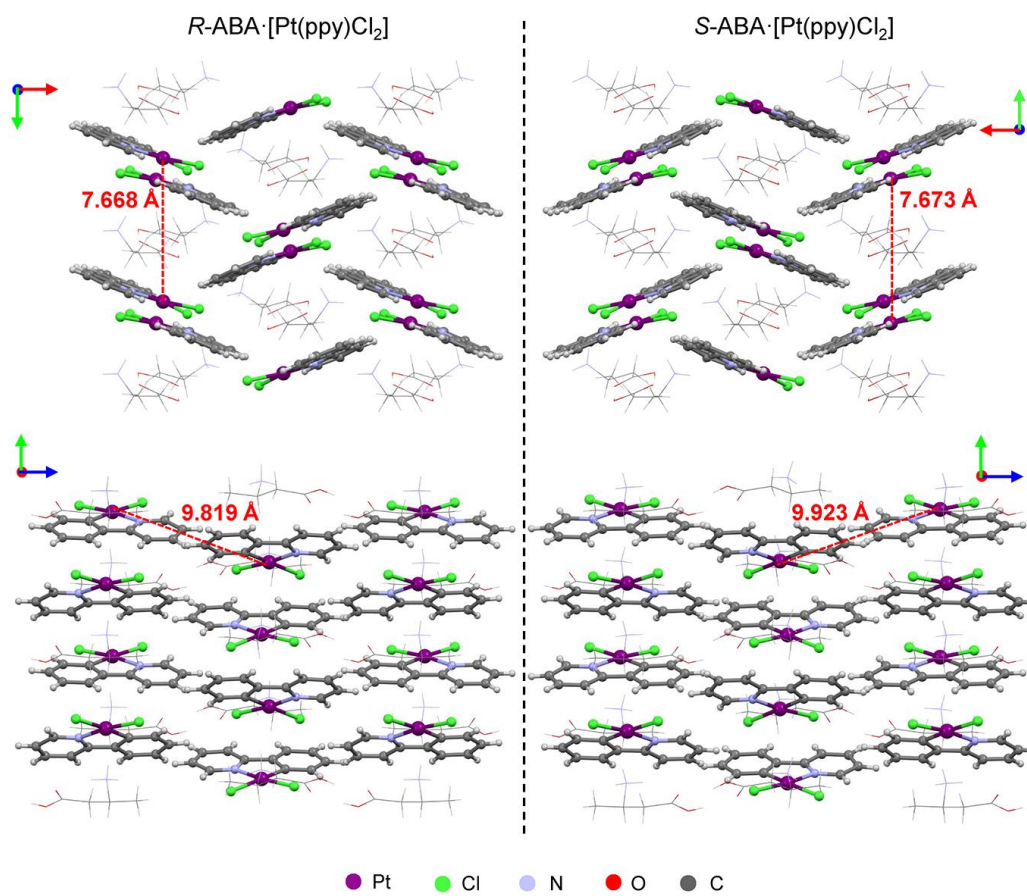 R-ABA·[Pt(ppy)Cl₂]
S-ABA·[Pt(ppy)Cl₂]
7.668 Å
7.673 Å
9.819 Å
9.923 Å
Pt Cl N O C